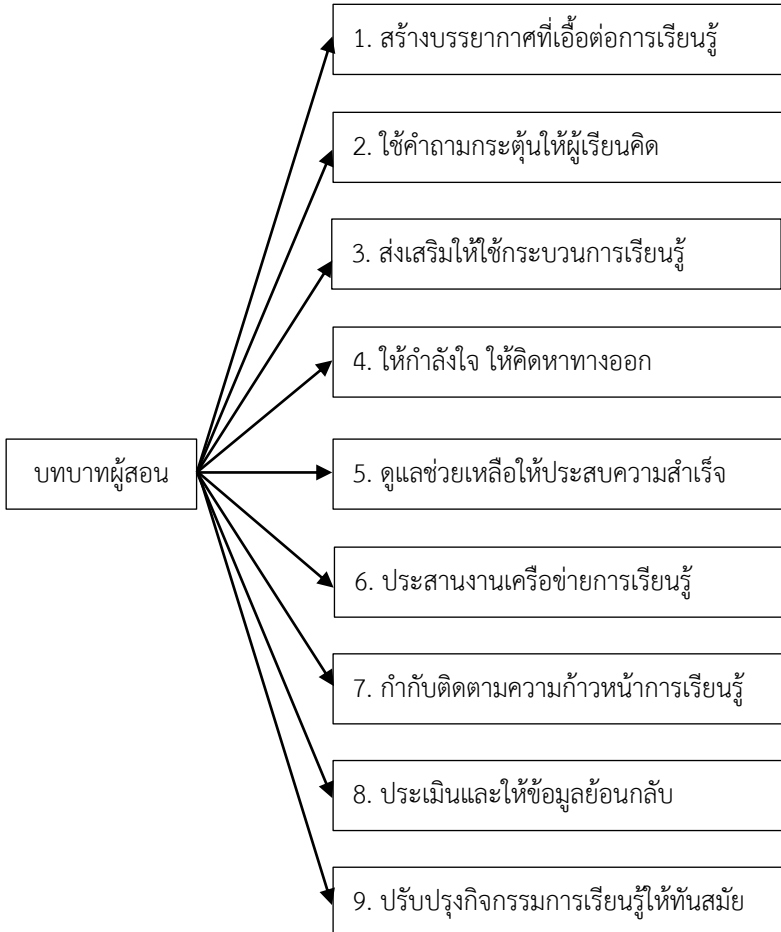 1. สร้างบรรยากาศที่เอื้อต่อการเรียนรู้
2. ใช้คำถามกระตุ้นให้ผู้เรียนคิด
3. ส่งเสริมให้ใช้กระบวนการเรียนรู้
4. ให้กำลังใจ ให้คิดหาทางออก
บทบาทผู้สอน
5. ดูแลช่วยเหลือให้ประสบความสำเร็จ
6. ประสานงานเครือข่ายการเรียนรู้
7. กำกับติดตามความก้าวหน้าการเรียนรู้
8. ประเมินและให้ข้อมูลย้อนกลับ
9. ปรับปรุงกิจกรรมการเรียนรู้ให้ทันสมัย